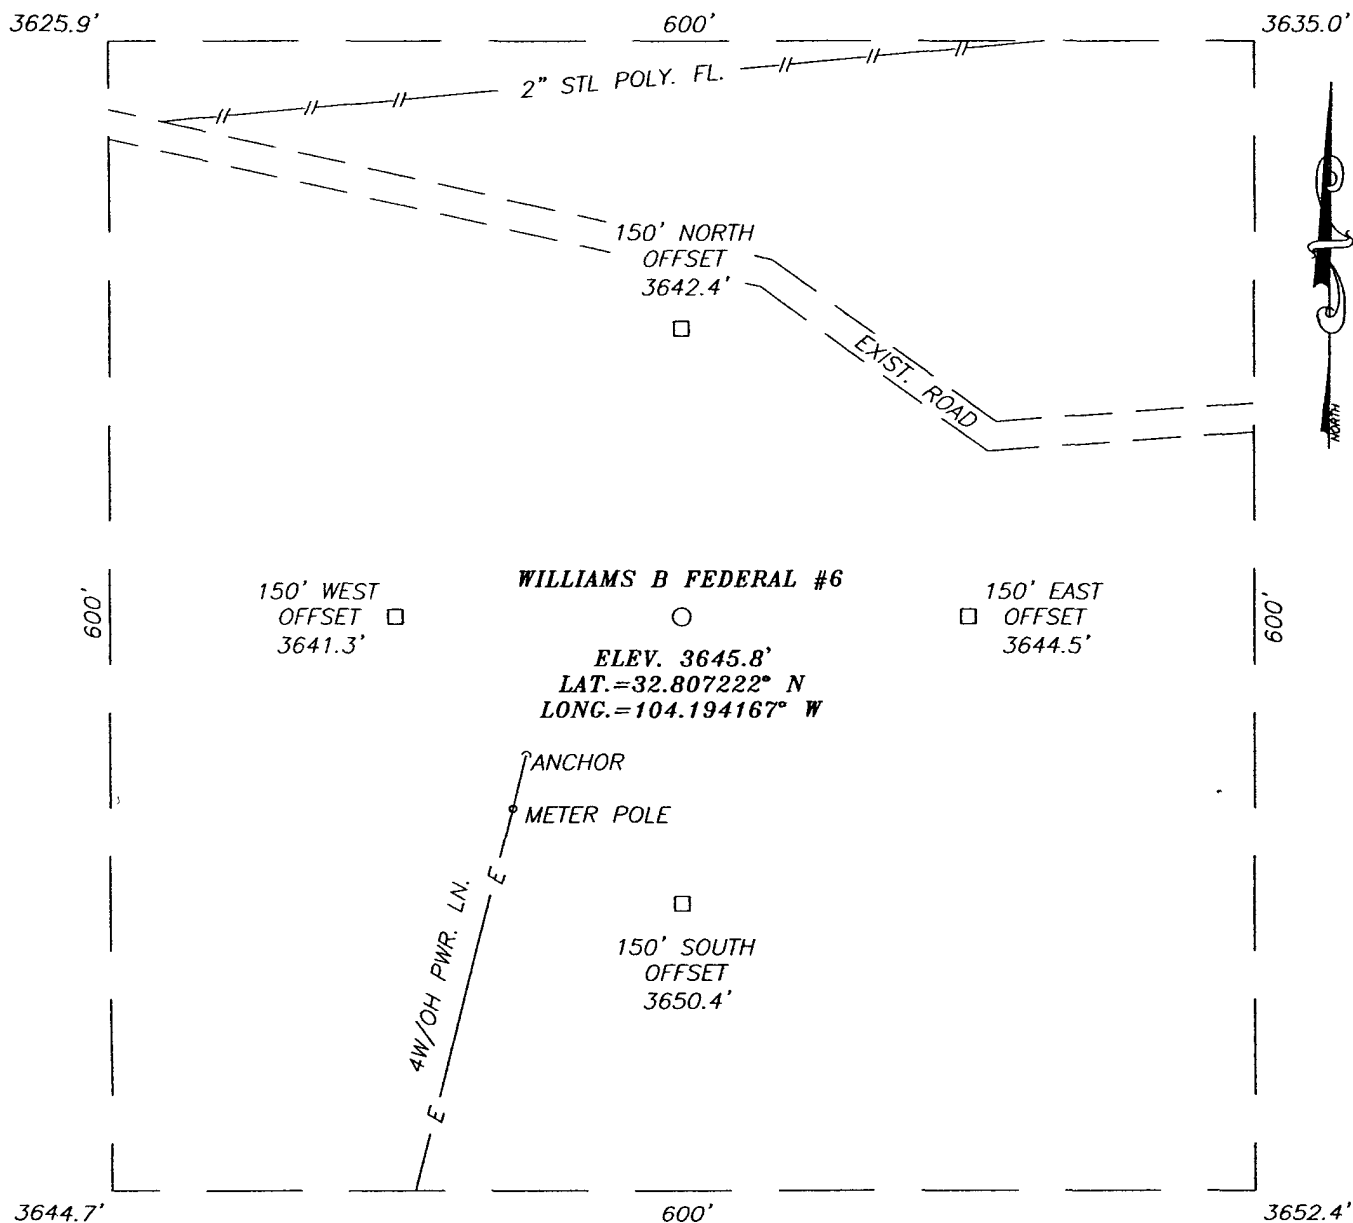 3625.9'
600'
3635.0'
2" STL POLY. FL.
150' NORTH
OFFSET
3642.4'
EXIST. ROAD
NORTH
600'
150' WEST
OFFSET
3641.3'
WILLIAMS B FEDERAL #6
ELEV. 3645.8'
LAT.=32.807222° N
LONG.=104.194167° W
150' EAST
OFFSET
3644.5'
600'
ANCHOR
METER POLE
E
4W/OH PWR. LN.
E
150' SOUTH
OFFSET
3650.4'
3644.7'
600'
3652.4'